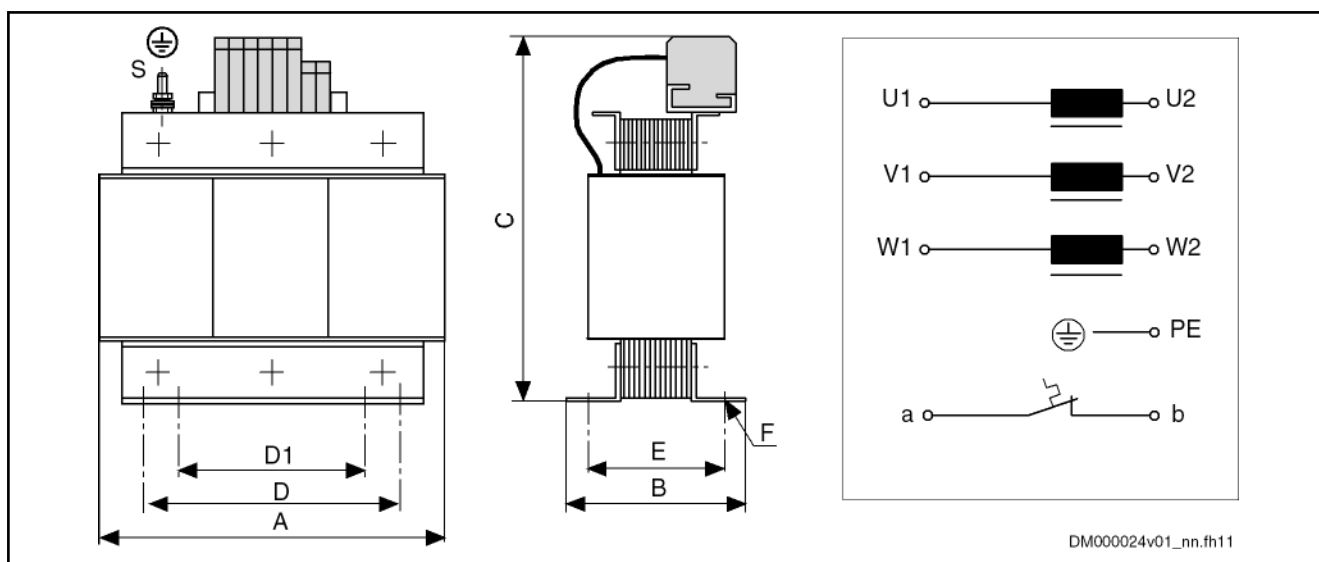 S
D1
D
A
C
E
F
B
U1 U2
V1 V2
W1 W2
PE
a b
DM000024v01_nn.fh11